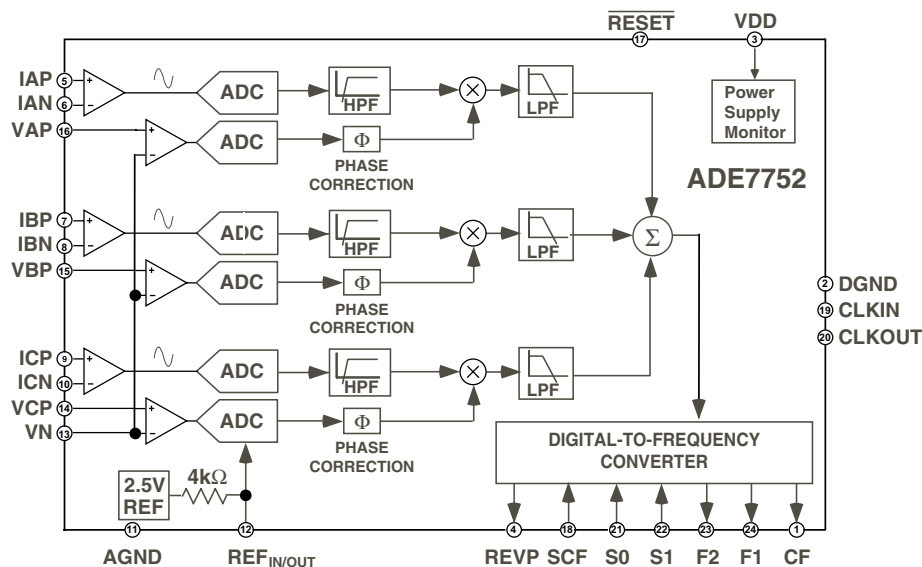 RESET VDD
17 3
IAP 5 + ADC HPF × LPF Power
Supply
Monitor
IAN 6 −
VAP 16 + ADC Φ
−
PHASE
CORRECTION
ADE7752
IBP 7 + ADC HPF × LPF Σ
IBN 8 −
VBP 15 + ADC Φ
−
PHASE
CORRECTION
2 DGND
19 CLKIN
20 CLKOUT
ICP 9 + ADC HPF × LPF
ICN 10 −
VCP 14 + ADC Φ
VN 13 −
PHASE
CORRECTION
DIGITAL-TO-FREQUENCY
CONVERTER
2.5V
REF
4kΩ
11 12 4 18 21 22 23 24 1
AGND REFIN/OUT REVP SCF S0 S1 F2 F1 CF